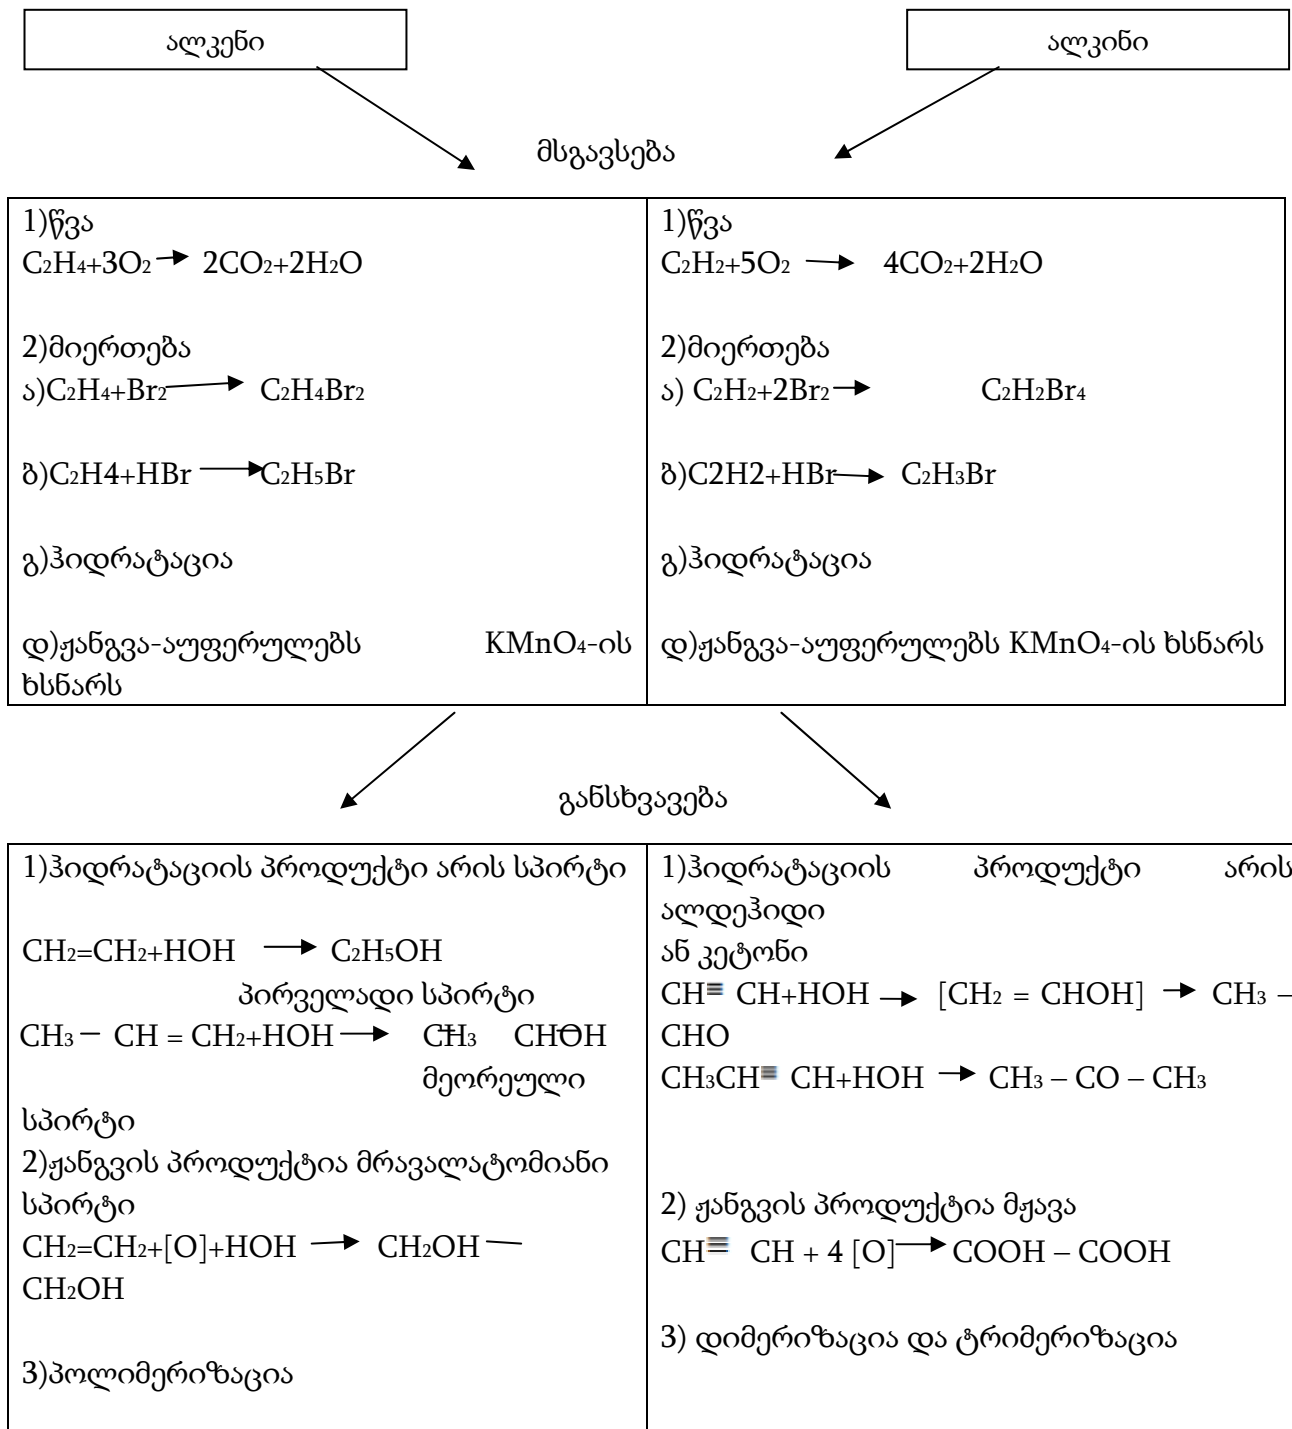 ალკენი
ალკინი
მსგავსება
1)წვა
C₂H₄+3O₂ → 2CO₂+2H₂O
2)მიერთება
ა)C₂H₄+Br₂ → C₂H₄Br₂
ბ)C₂H4+HBr → C₂H₅Br
გ)ჰიდრატაცია
დ)ჟანგვა-აუფერულებს KMnO₄-ის
ხსნარს
1)წვა
C₂H₂+5O₂ → 4CO₂+2H₂O
2)მიერთება
ა) C₂H₂+2Br₂ → C₂H₂Br₄
ბ)C2H2+HBr → C₂H₃Br
გ)ჰიდრატაცია
დ)ჟანგვა-აუფერულებს KMnO₄-ის ხსნარს
განსხვავება
1)ჰიდრატაციის პროდუქტი არის სპირტი
CH₂=CH₂+HOH → C₂H₅OH
პირველადი სპირტი
CH₃ – CH = CH₂+HOH → CH₃ CHOH
მეორეული
სპირტი
2)ჟანგვის პროდუქტია მრავალატომიანი
სპირტი
CH₂=CH₂+[O]+HOH → CH₂OH –
CH₂OH
3)პოლიმერიზაცია
1)ჰიდრატაციის პროდუქტი არის
ალდეჰიდი
ან კეტონი
CH≡ CH+HOH → [CH₂ = CHOH] → CH₃ –
CHO
CH₃CH≡ CH+HOH → CH₃ – CO – CH₃
2) ჟანგვის პროდუქტია მჟავა
CH≡ CH + 4 [O] → COOH – COOH
3) დიმერიზაცია და ტრიმერიზაცია